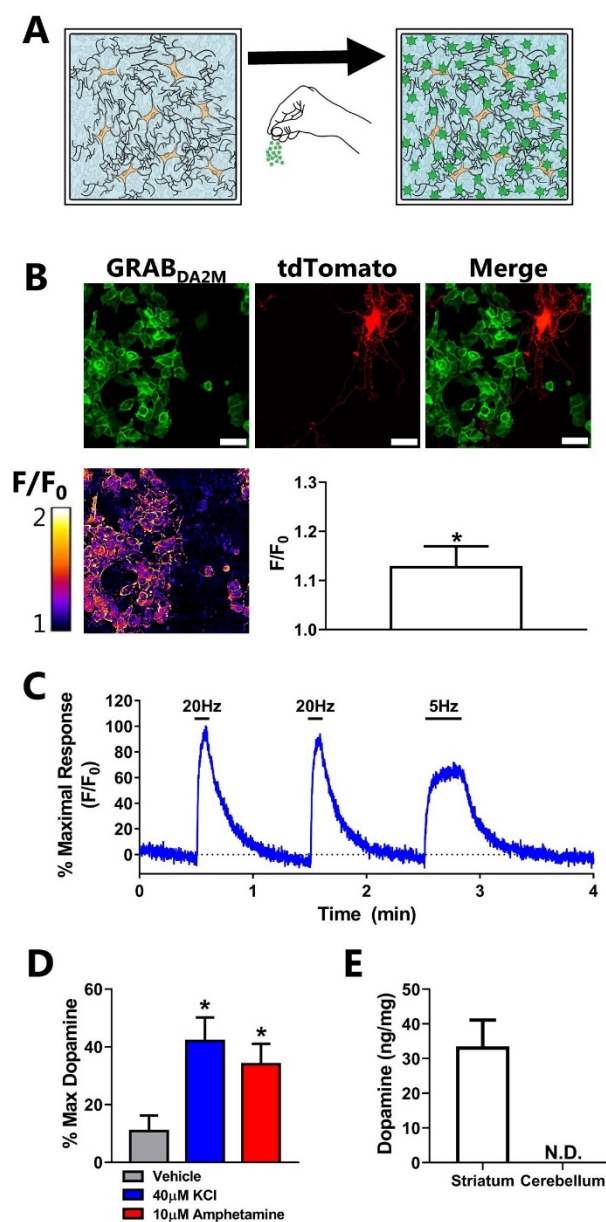 A
B
GRAB DA2M tdTomato Merge
F/F0
2
1
F/F0
1.3
1.2
1.1
1.0
*
C
% Maximal Response
(F/F0)
120
100
80
60
40
20
0
20Hz 20Hz 5Hz
0 1 2 3 4
Time (min)
D
% Max Dopamine
60
40
20
0
* *
Vehicle
40μM KCl
10μM Amphetamine
E
Dopamine (ng/mg)
50
40
30
20
10
0
N.D.
Striatum Cerebellum